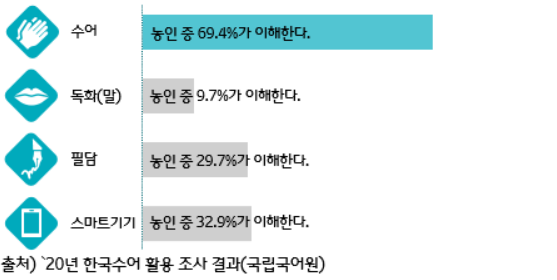 수어 농인 중 69.4%가 이해한다.
독화(말) 농인 중 9.7%가 이해한다.
필담 농인 중 29.7%가 이해한다.
스마트기기 농인 중 32.9%가 이해한다.
출처) `20년 한국수어 활용 조사 결과(국립국어원)